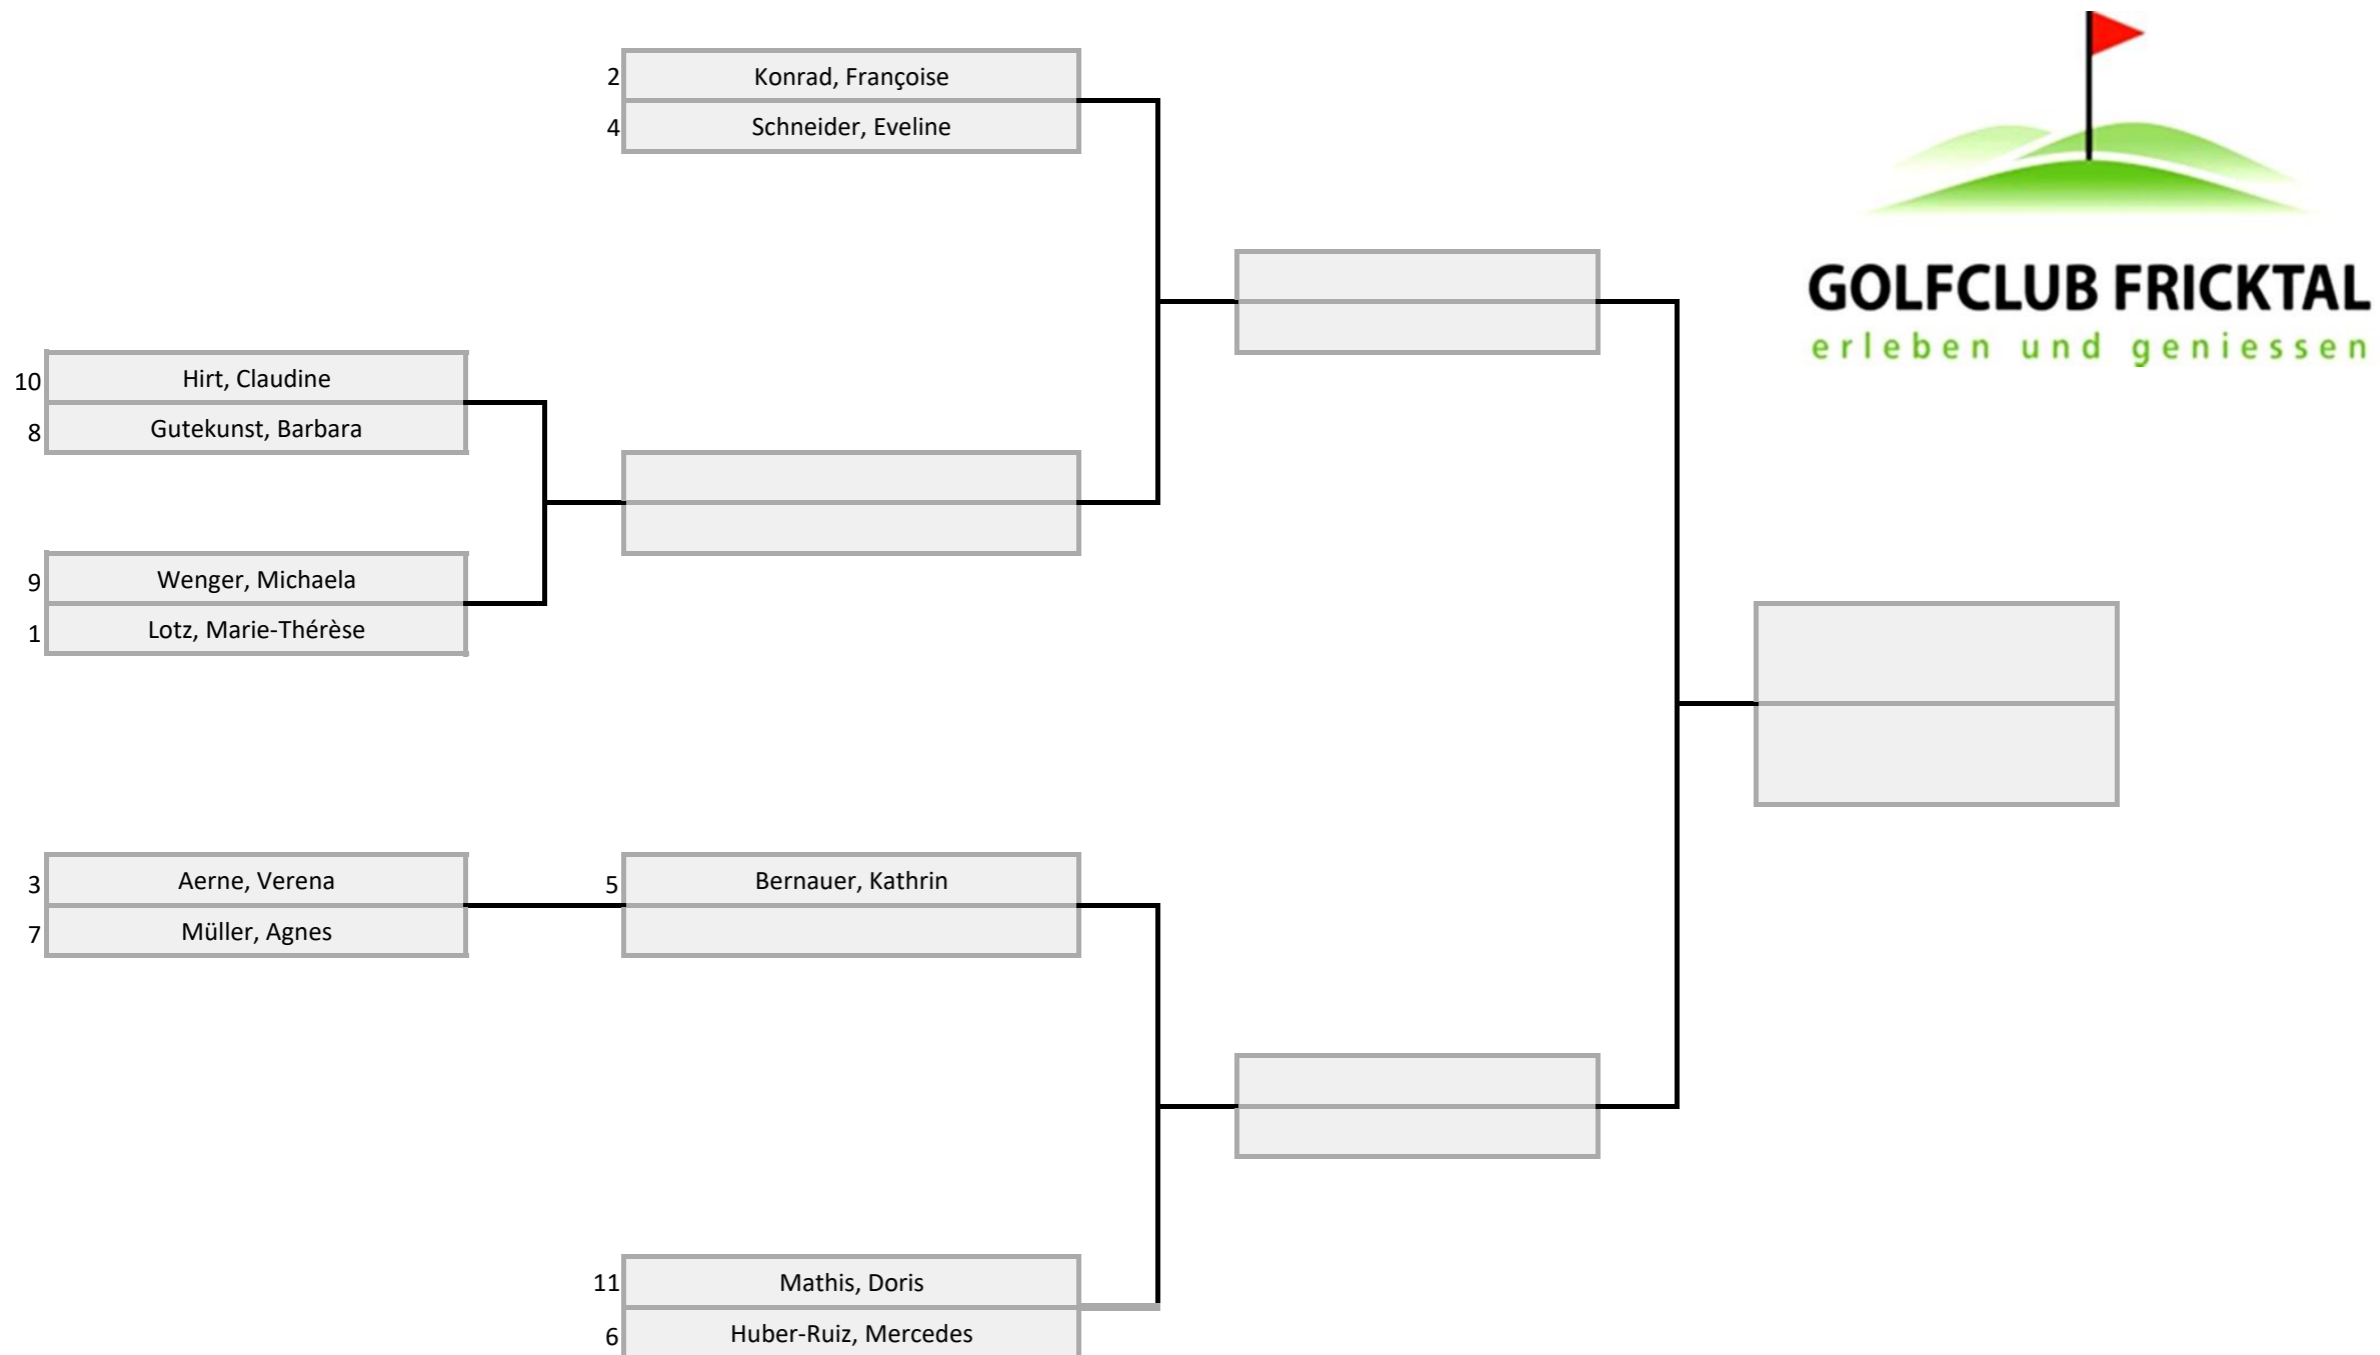 2 Konrad, Françoise
4 Schneider, Eveline
GOLFCLUB FRICKTAL
erleben und geniessen
10 Hirt, Claudine
8 Gutekunst, Barbara
9 Wenger, Michaela
1 Lotz, Marie-Thérèse
3 Aerne, Verena
7 Müller, Agnes
5 Bernauer, Kathrin
11 Mathis, Doris
6 Huber-Ruiz, Mercedes